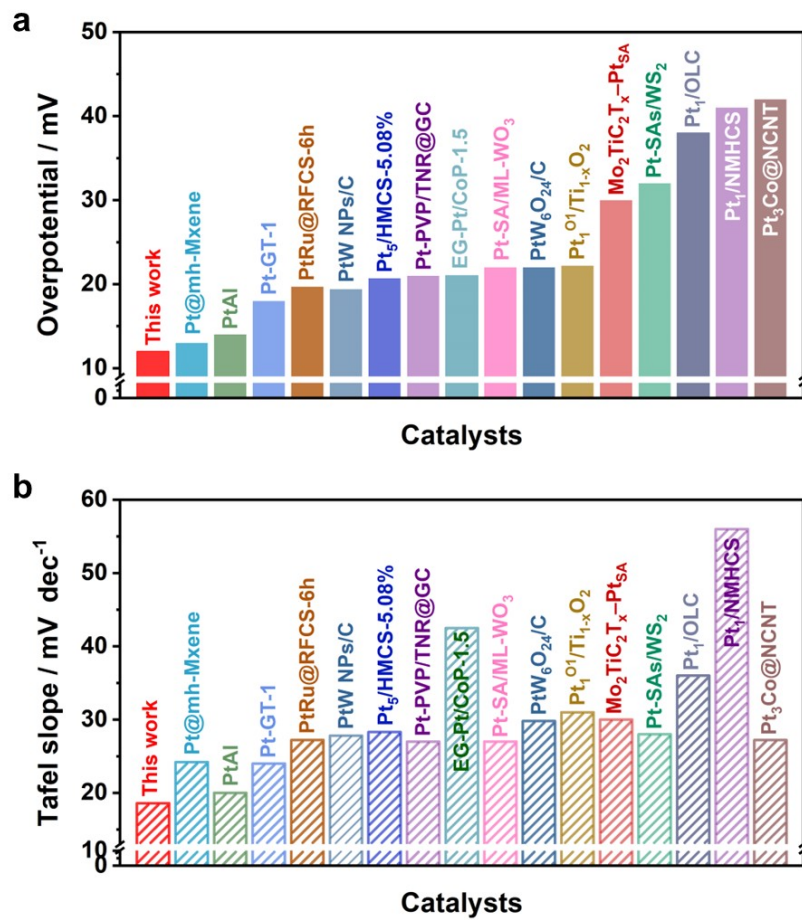 a
Overpotential / mV
50
40
30
20
10
0
This work
Pt@mh-Mxene
PtAl
Pt-GT-1
PtRu@RFCS-6h
PtW NPs/C
Pt₅/HMCS-5.08%
Pt-PVP/TNR@GC
EG-Pt/CoP-1.5
Pt-SA/ML-WO₃
PtW₆O₂₄/C
Pt₁ᴼ¹/Ti₁₋ₓO₂
Mo₂TiC₂Tₓ–Pt_SA
Pt-SAs/WS₂
Pt₁/OLC
Pt₁/NMHCS
Pt₃Co@NCNT
Catalysts
b
Tafel slope / mV dec⁻¹
60
50
40
30
20
10
0
This work
Pt@mh-Mxene
PtAl
Pt-GT-1
PtRu@RFCS-6h
PtW NPs/C
Pt₅/HMCS-5.08%
Pt-PVP/TNR@GC
EG-Pt/CoP-1.5
Pt-SA/ML-WO₃
PtW₆O₂₄/C
Pt₁ᴼ¹/Ti₁₋ₓO₂
Mo₂TiC₂Tₓ–Pt_SA
Pt-SAs/WS₂
Pt₁/OLC
Pt₁/NMHCS
Pt₃Co@NCNT
Catalysts